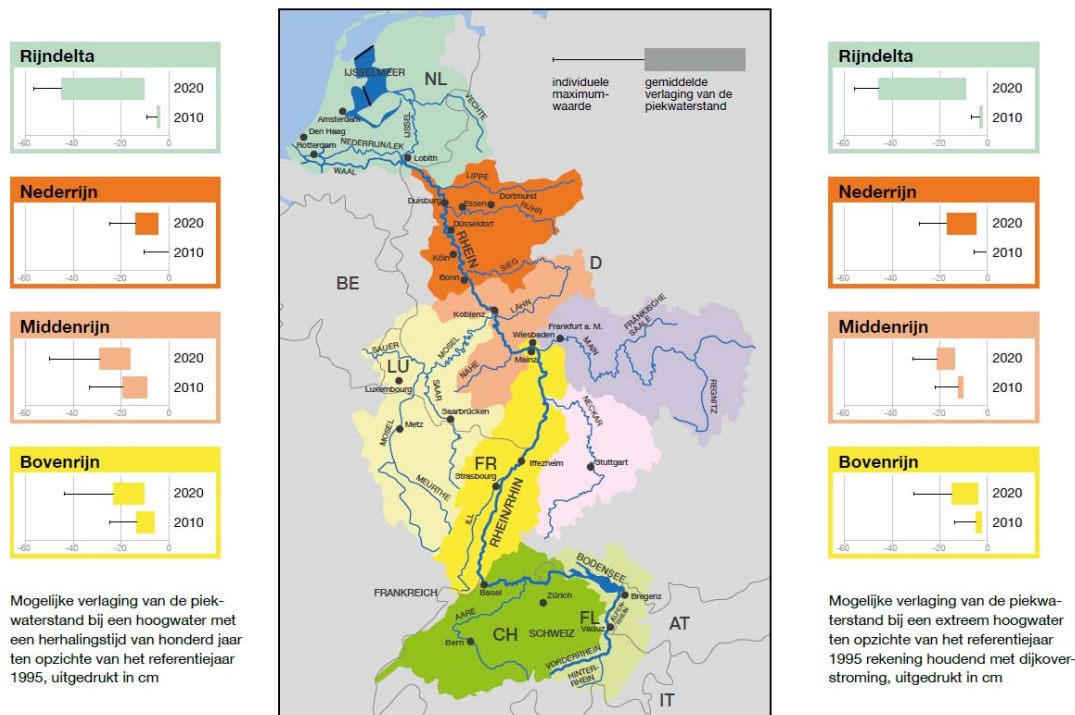 Rijndelta
2020
2010
-60
-40
-20
0
Nederrijn
2020
2010
-60
-40
-20
0
Middenrijn
2020
2010
-60
-40
-20
0
Bovenrijn
2020
2010
-60
-40
-20
0
Mogelijke verlaging van de piek-
waterstand bij een hoogwater met
een herhalingstijd van honderd jaar
ten opzichte van het referentiejaar
1995, uitgedrukt in cm
individuele
maximum-
waarde
gemiddelde
verlaging van de
piekwaterstand
IJSSELMEER
NL
VECHTE
Amsterdam
IJSSEL
Den Haag
Rotterdam
NEDERRIJN/LEK
Lobith
WAAL
LIPPE
Duisburg
Essen
Dortmund
RUHR
Düsseldorf
RHEIN
Köln
SIEG
D
Bonn
BE
LAHN
Koblenz
FRÄNKISCHE
SAALE
Frankfurt a. M.
Wiesbaden
MAIN
Mainz
SAUER
MOSEL
NAHE
LU
Luxembourg
SAAR
REGNITZ
Saarbrücken
NECKAR
MOSEL
Metz
FR
Iffezheim
Stuttgart
Strasbourg
MEURTHE
ILL
RHEIN/RHIN
BODENSEE
FRANKREICH
Basel
Zürich
Bregenz
AARE
FL
ALPEN-
RHEIN
AT
CH
SCHWEIZ
Vaduz
Bern
VORDERRHEIN
HINTER-
RHEIN
IT
Rijndelta
2020
2010
-60
-40
-20
0
Nederrijn
2020
2010
-60
-40
-20
0
Middenrijn
2020
2010
-60
-40
-20
0
Bovenrijn
2020
2010
-60
-40
-20
0
Mogelijke verlaging van de piekwa-
terstand bij een extreem hoogwater
ten opzichte van het referentiejaar
1995 rekening houdend met dijkover-
stroming, uitgedrukt in cm